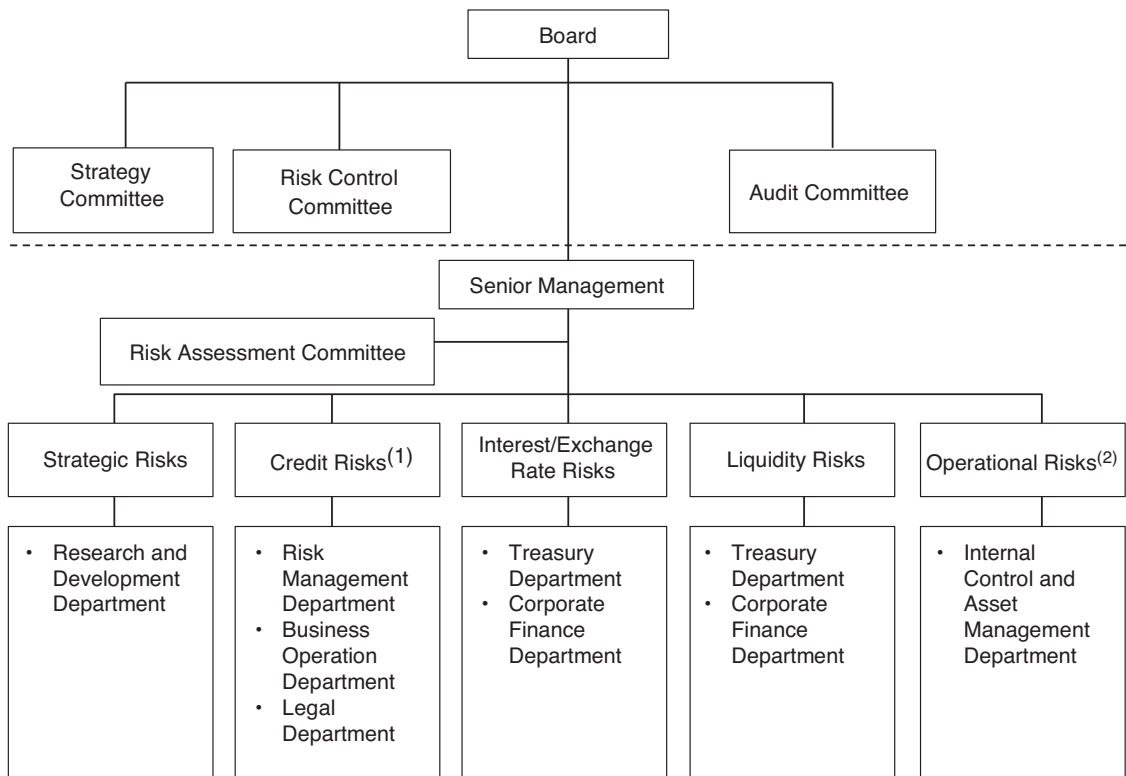 Board
Strategy
Committee
Risk Control
Committee
Audit Committee
Senior Management
Risk Assessment Committee
Strategic Risks
Credit Risks(1)
Interest/Exchange
Rate Risks
Liquidity Risks
Operational Risks(2)
• Research and
Development
Department
• Risk
Management
Department
• Business
Operation
Department
• Legal
Department
• Treasury
Department
• Corporate
Finance
Department
• Treasury
Department
• Corporate
Finance
Department
• Internal
Control and
Asset
Management
Department